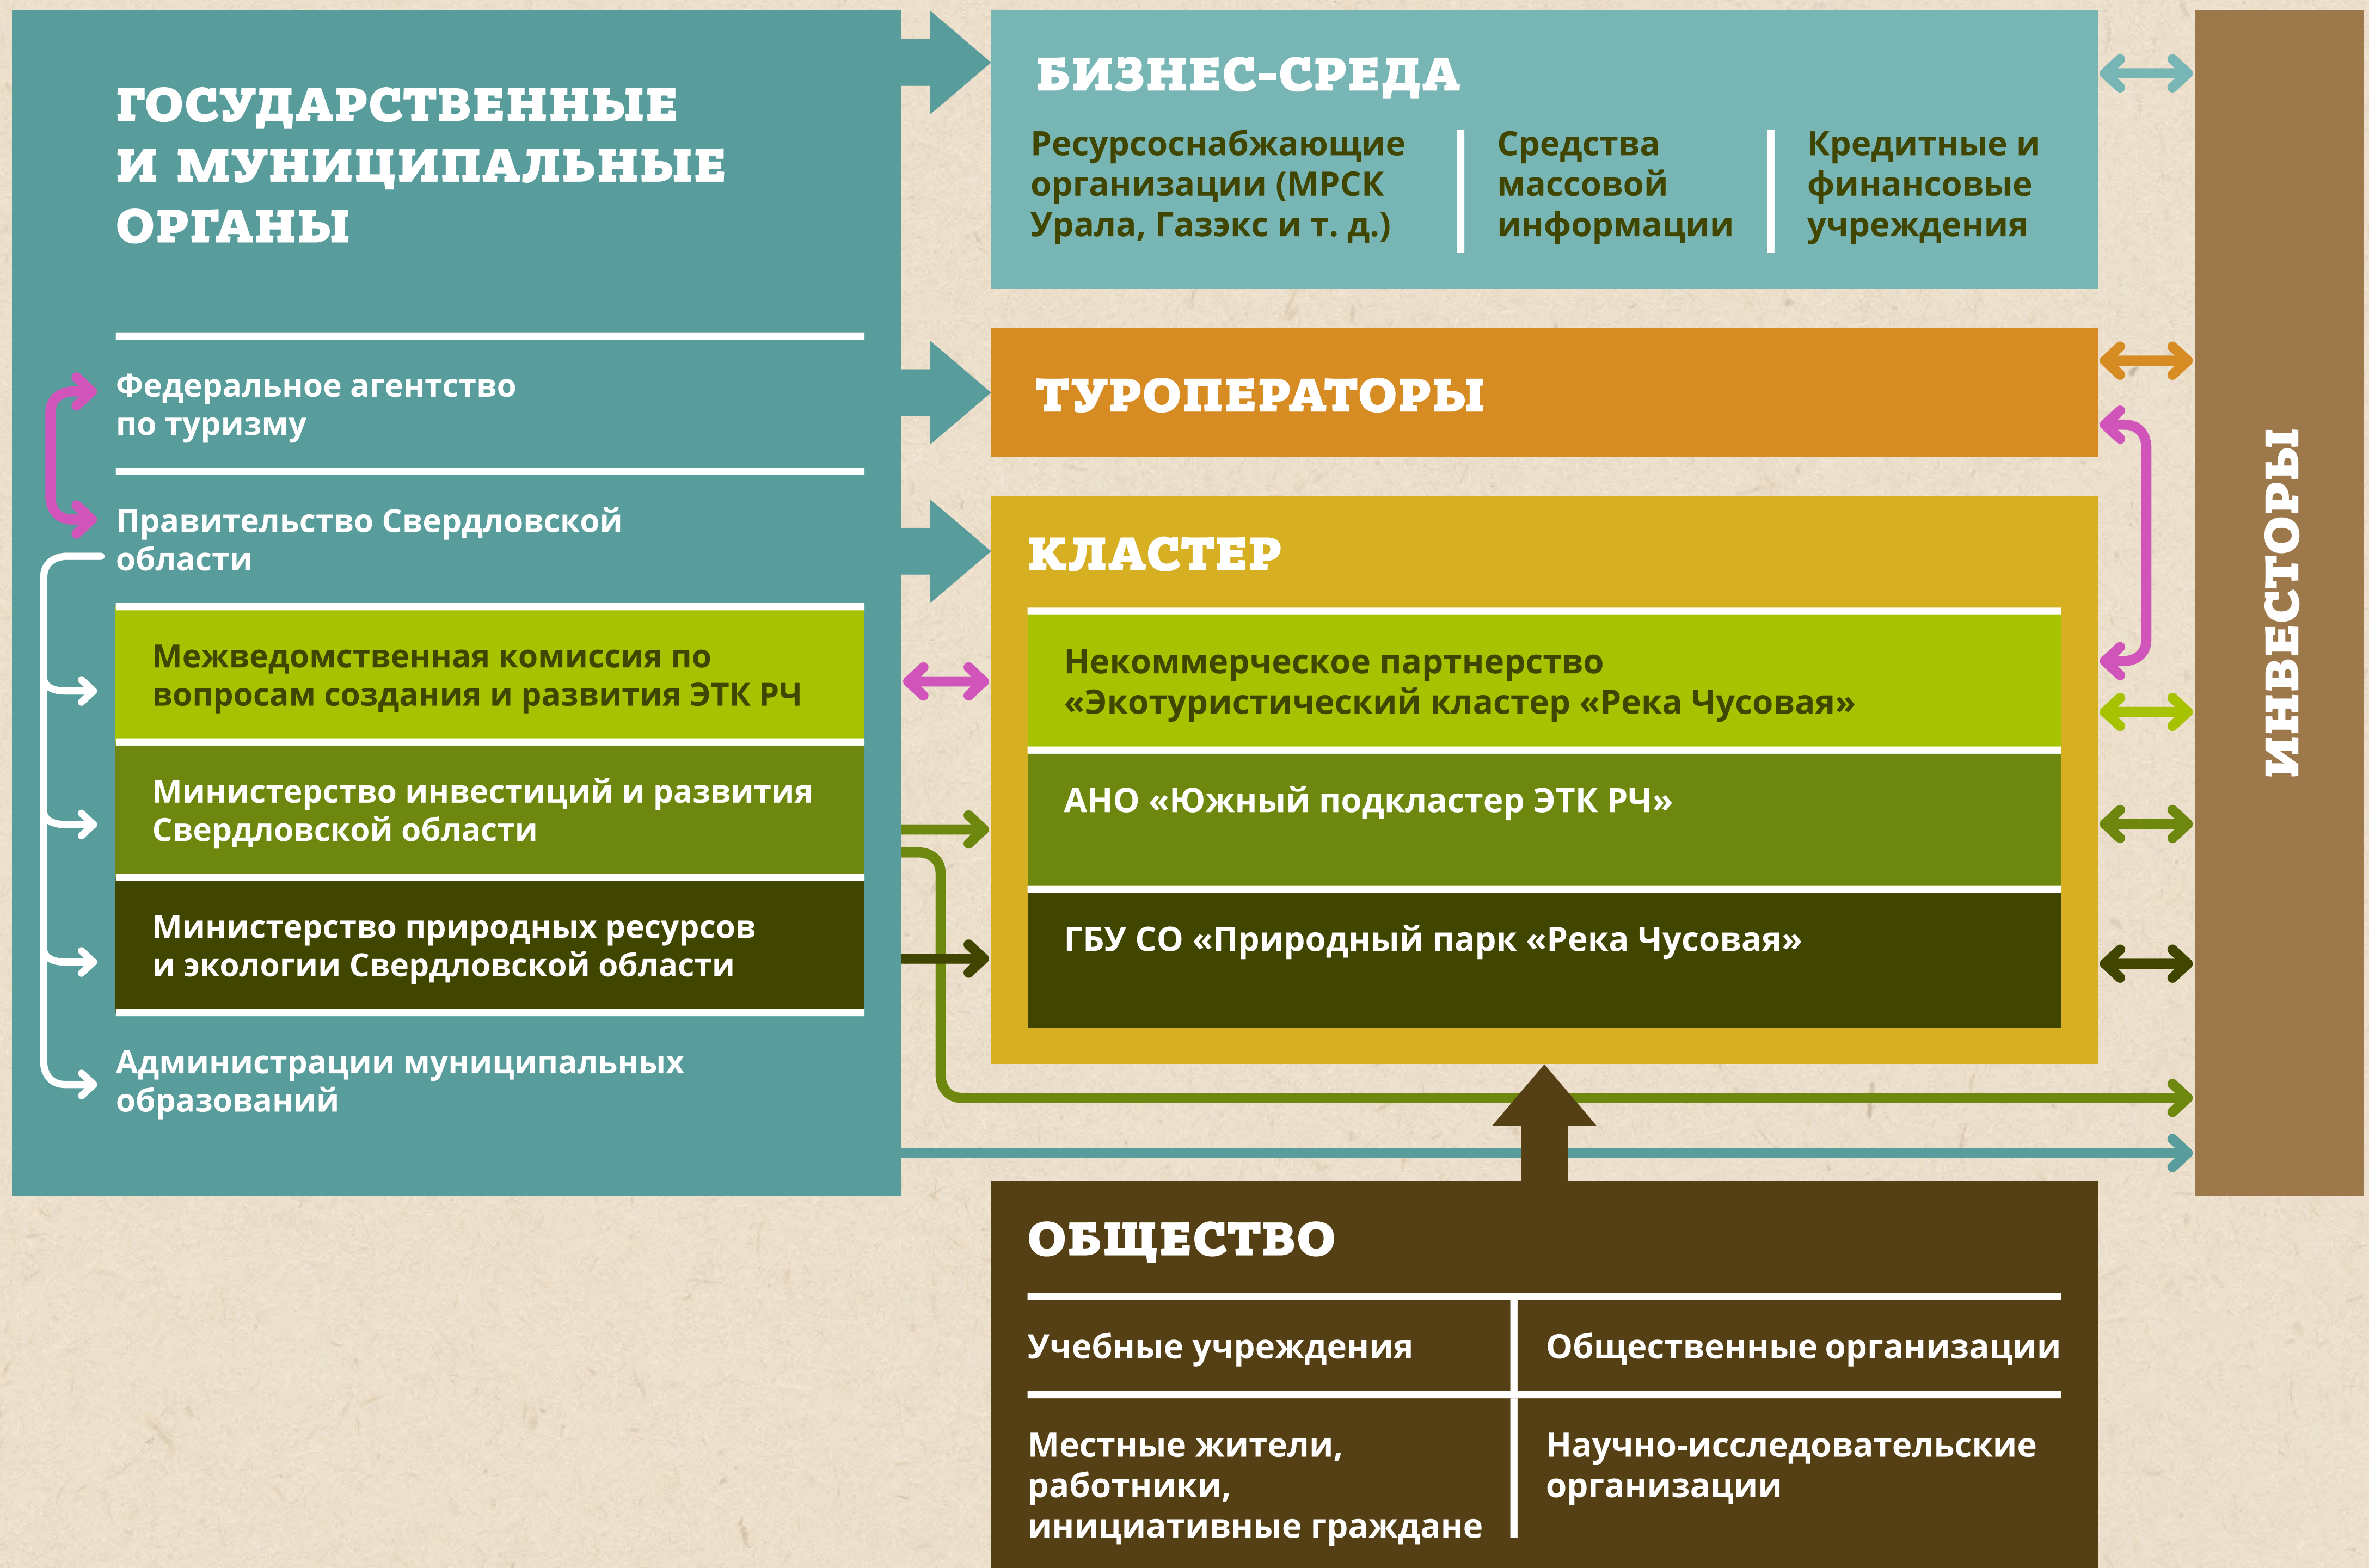 ГОСУДАРСТВЕННЫЕ
И МУНИЦИПАЛЬНЫЕ
ОРГАНЫ
Федеральное агентство
по туризму
Правительство Свердловской
области
Межведомственная комиссия по
вопросам создания и развития ЭТК РЧ
Министерство инвестиций и развития
Свердловской области
Министерство природных ресурсов
и экологии Свердловской области
Администрации муниципальных
образований
БИЗНЕС-СРЕДА
Ресурсоснабжающие
организации (МРСК
Урала, Газэкс и т. д.)
Средства
массовой
информации
Кредитные и
финансовые
учреждения
ТУРОПЕРАТОРЫ
КЛАСТЕР
Некоммерческое партнерство
«Экотуристический кластер «Река Чусовая»
АНО «Южный подкластер ЭТК РЧ»
ГБУ СО «Природный парк «Река Чусовая»
ОБЩЕСТВО
Учебные учреждения
Общественные организации
Местные жители,
работники,
инициативные граждане
Научно-исследовательские
организации
ИНВЕСТОРЫ